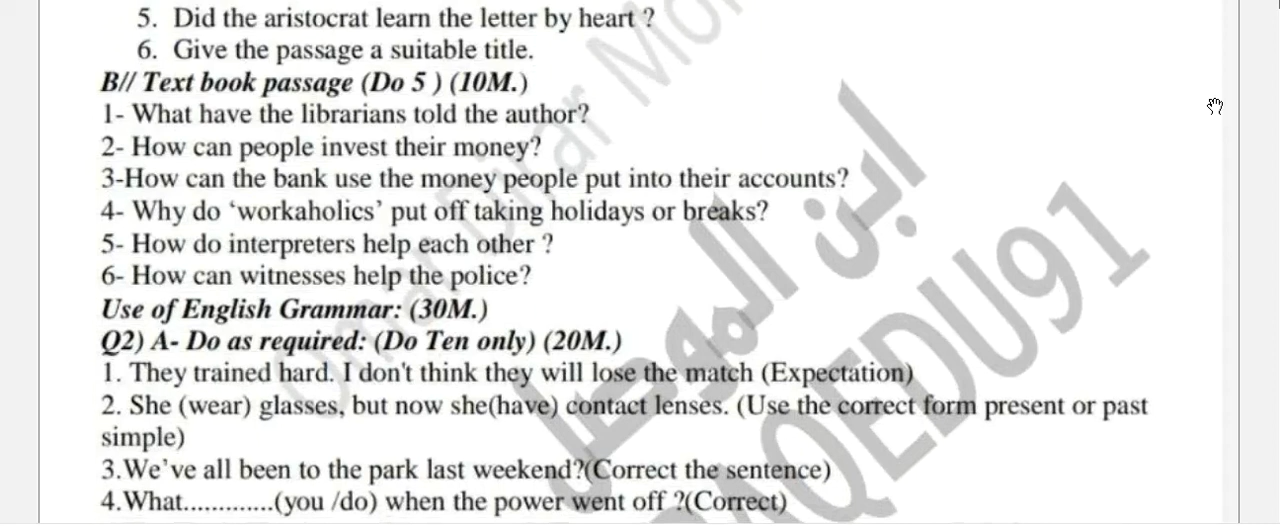 5. Did the aristocrat learn the letter by heart ?
6. Give the passage a suitable title.
B// Text book passage (Do 5 ) (10M.)
1- What have the librarians told the author?
2- How can people invest their money?
3-How can the bank use the money people put into their accounts?
4- Why do ‘workaholics’ put off taking holidays or breaks?
5- How do interpreters help each other ?
6- How can witnesses help the police?
Use of English Grammar: (30M.)
Q2) A- Do as required: (Do Ten only) (20M.)
1. They trained hard. I don't think they will lose the match (Expectation)
2. She (wear) glasses, but now she(have) contact lenses. (Use the correct form present or past
simple)
3.We’ve all been to the park last weekend?(Correct the sentence)
4.What.............(you /do) when the power went off ?(Correct)
ابن الموصل
AQEDU91